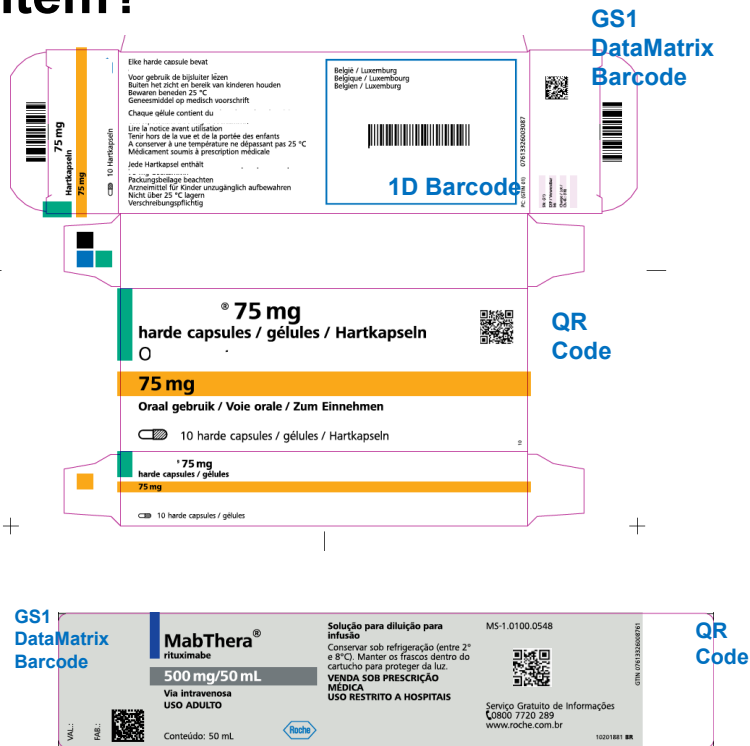 GS1
DataMatrix
Barcode
Elke harde capsule bevat
Voor gebruik de bijsluiter lezen
Buiten het zicht en bereik van kinderen houden
Bewaren beneden 25 °C
Geneesmiddel op medisch voorschrift
Chaque gélule contient du
Lire la notice avant utilisation
Tenir hors de la vue et de la portée des enfants
A conserver à une température ne dépassant pas 25 °C
Médicament soumis à prescription médicale
Jede Hartkapsel enthält
Packungsbeilage beachten
Arzneimittel für Kinder unzugänglich aufbewahren
Nicht über 25 °C lagern
Verschreibungspflichtig
België / Luxemburg
Belgique / Luxembourg
Belgien / Luxemburg
1D Barcode
PC: (GTIN 01) 07613326003087
75 mg
Hartkapseln
75 mg
10 Hartkapseln
® 75 mg
harde capsules / gélules / Hartkapseln
O
75 mg
Oraal gebruik / Voie orale / Zum Einnehmen
10 harde capsules / gélules / Hartkapseln
QR
Code
® 75 mg
harde capsules / gélules
75 mg
10 harde capsules / gélules
GS1
DataMatrix
Barcode
VAL.:
FAB.:
MabThera®
rituximabe
500 mg/50 mL
Via intravenosa
USO ADULTO
Conteúdo: 50 mL
Roche
Solução para diluição para
infusão
Conservar sob refrigeração (entre 2°
e 8°C). Manter os frascos dentro do
cartucho para proteger da luz.
VENDA SOB PRESCRIÇÃO
MÉDICA
USO RESTRITO A HOSPITAIS
MS-1.0100.0548
Serviço Gratuito de Informações
0800 7720 289
www.roche.com.br
GTIN 07613326008761
10201881 BR
QR
Code